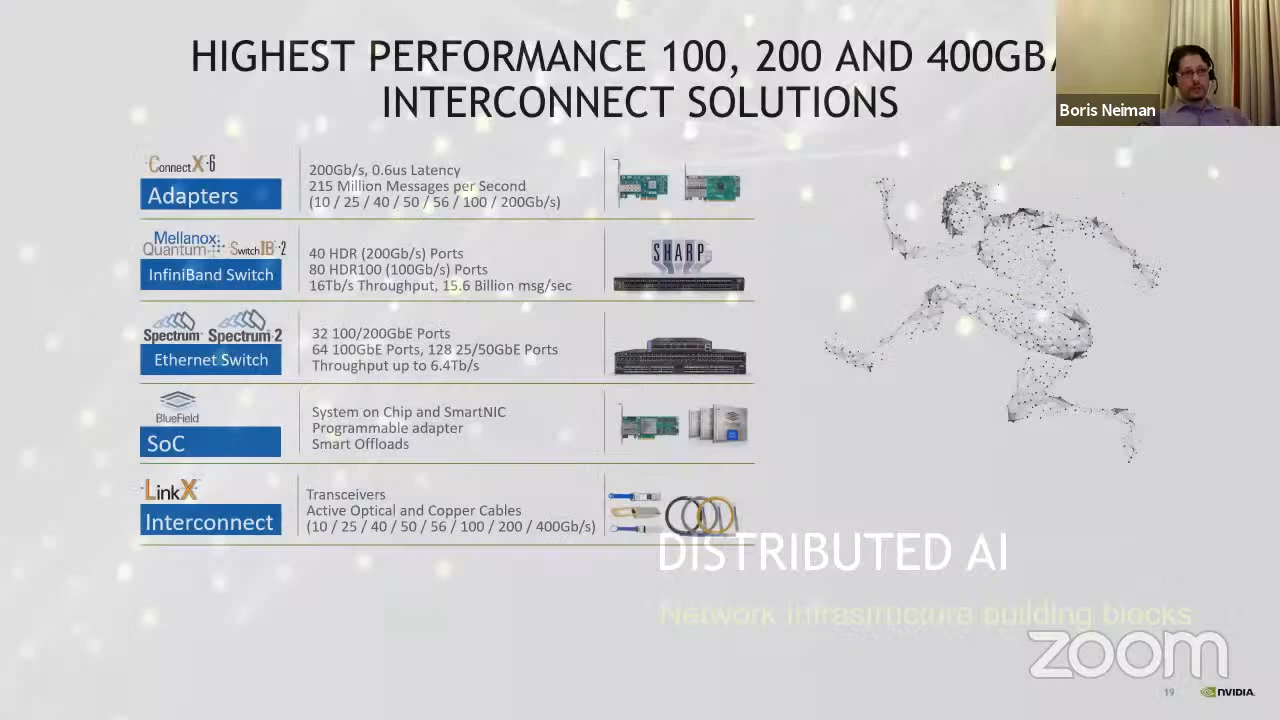 HIGHEST PERFORMANCE 100, 200 AND 400GB/
INTERCONNECT SOLUTIONS
Boris Neiman
ConnectX-6
Adapters
200Gb/s, 0.6us Latency
215 Million Messages per Second
(10 / 25 / 40 / 50 / 56 / 100 / 200Gb/s)
Mellanox
Quantum SwitchIB-2
InfiniBand Switch
40 HDR (200Gb/s) Ports
80 HDR100 (100Gb/s) Ports
16Tb/s Throughput, 15.6 Billion msg/sec
SHARP
Spectrum Spectrum-2
Ethernet Switch
32 100/200GbE Ports
64 100GbE Ports, 128 25/50GbE Ports
Throughput up to 6.4Tb/s
BlueField
SoC
System on Chip and SmartNIC
Programmable adapter
Smart Offloads
LinkX
Interconnect
Transceivers
Active Optical and Copper Cables
(10 / 25 / 40 / 50 / 56 / 100 / 200 / 400Gb/s)
DISTRIBUTED AI
Network infrastructure building blocks
zoom
19 NVIDIA.